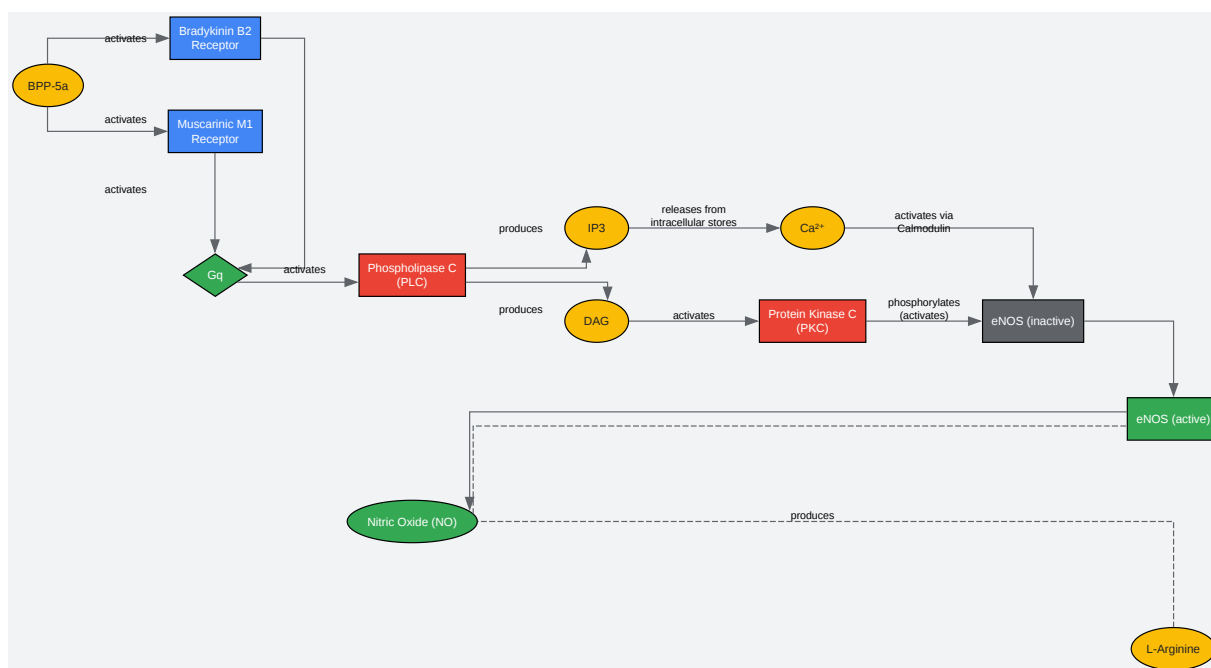 activates
Bradykinin B2
Receptor
BPP-5a
activates
Muscarinic M1
Receptor
activates
Gq
activates
Phospholipase C
(PLC)
produces
IP3
releases from
intracellular stores
Ca²⁺
activates via
Calmodulin
produces
DAG
activates
Protein Kinase C
(PKC)
phosphorylates
(activates)
eNOS (inactive)
eNOS (active)
Nitric Oxide (NO)
produces
L-Arginine